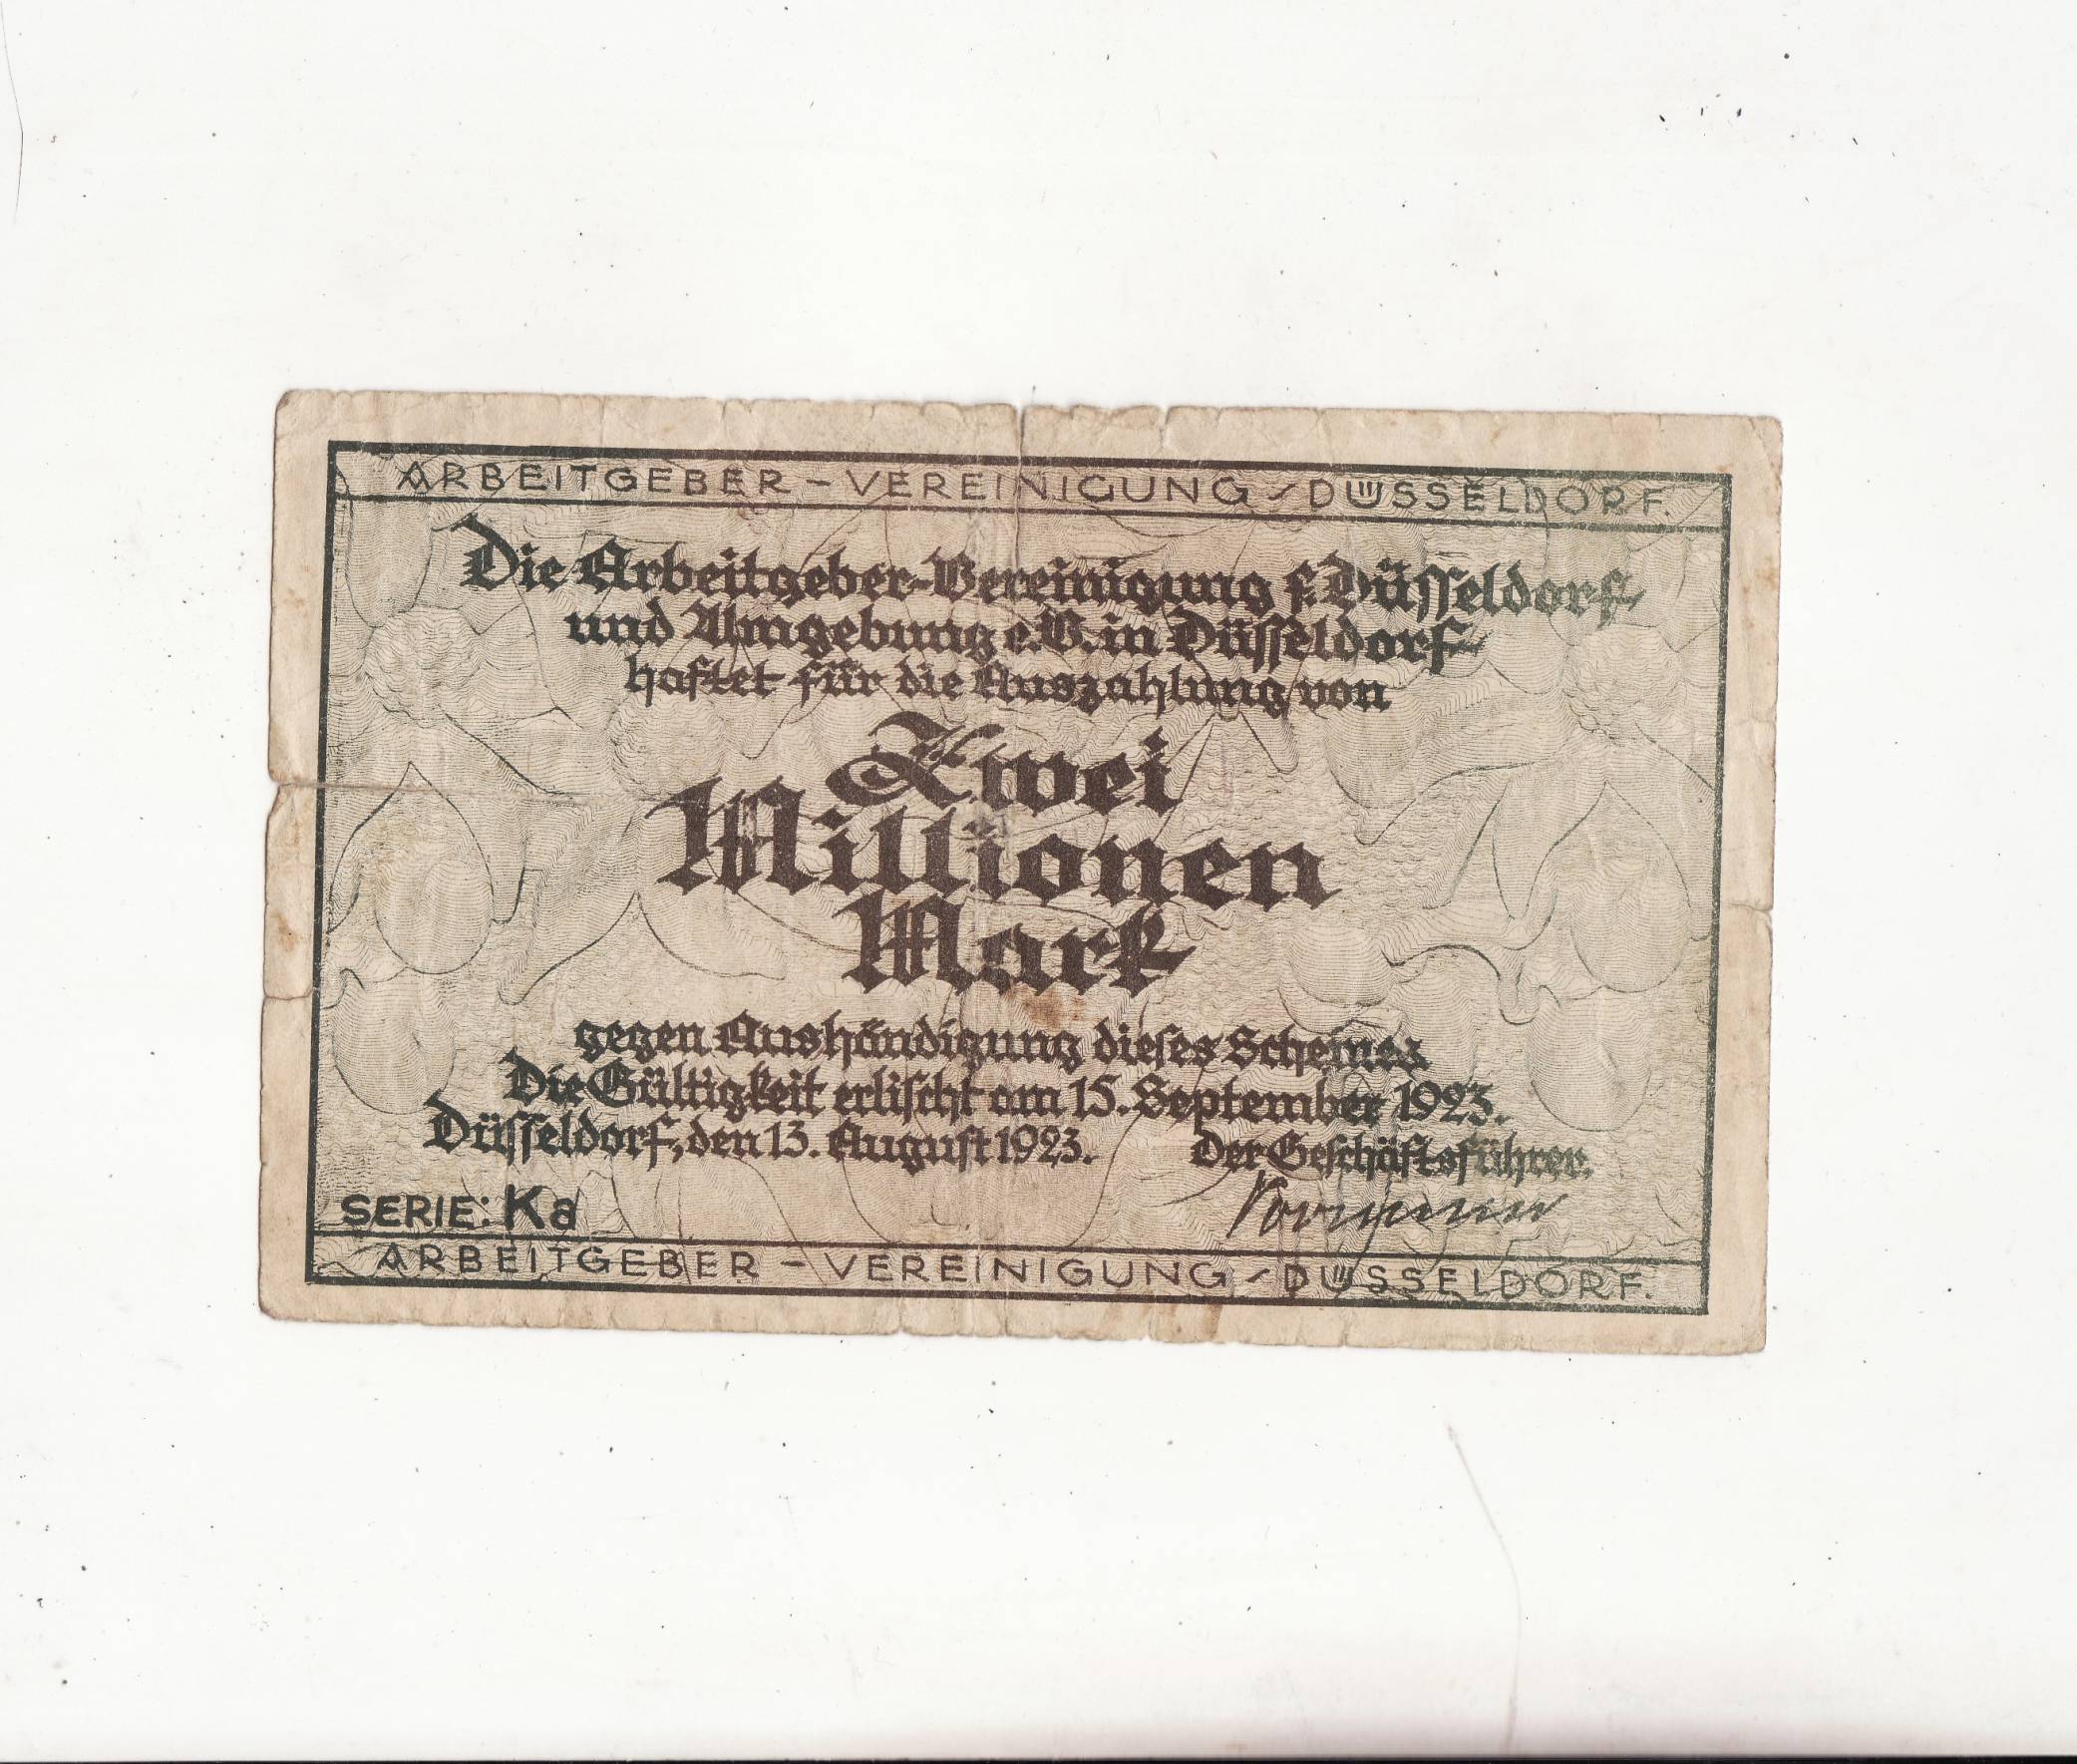 ARBEITGEBER - VEREINIGUNG - DÜSSELDORF.
Die Arbeitgeber-Vereinigung f. Düsseldorf
und Umgebung e.V. in Düsseldorf
haftet für die Auszahlung von
Zwei
Millionen
Mark
gegen Aushändigung dieses Scheines
Die Gültigkeit erlischt am 15. September 1923.
Düsseldorf, den 13. August 1923. Der Geschäftsführer.
SERIE: Ka
ARBEITGEBER - VEREINIGUNG - DÜSSELDORF.